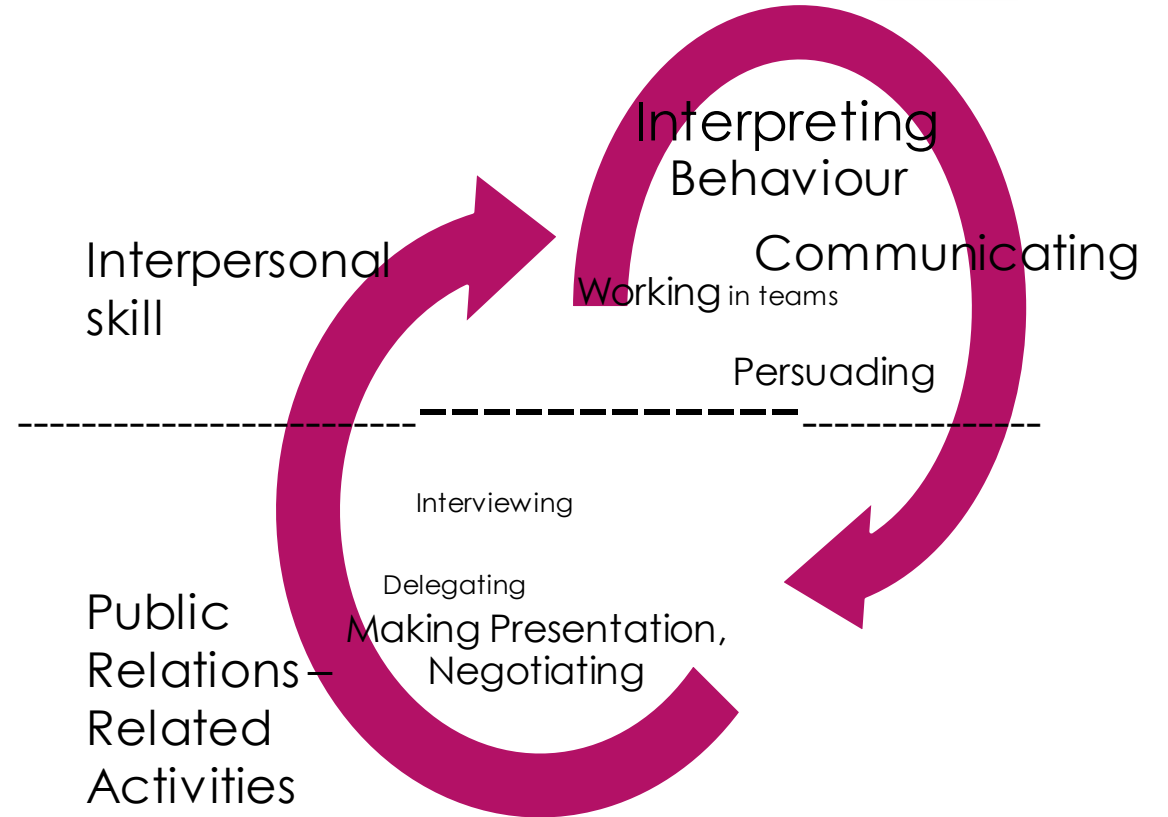 Interpreting
Behaviour
Communicating
Interpersonal
skill
Working in teams
Persuading
Interviewing
Delegating
Making Presentation,
Negotiating
Public
Relations –
Related
Activities